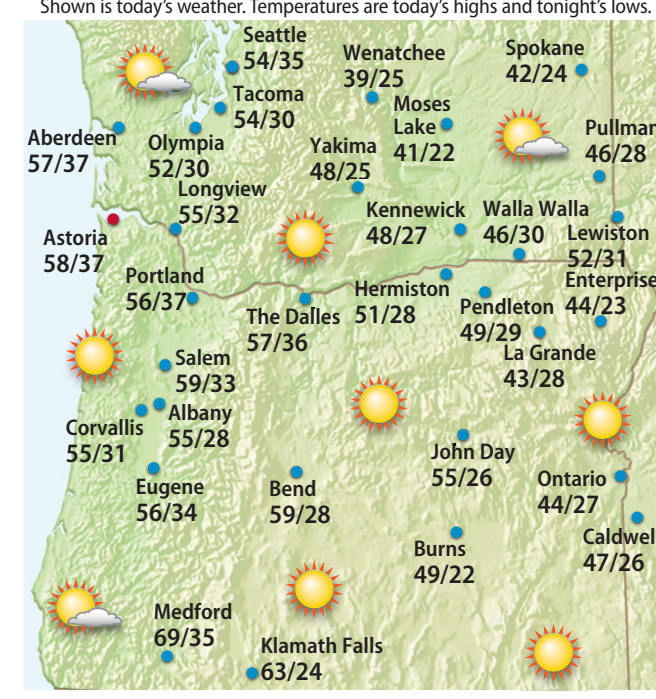 Shown is today's weather. Temperatures are today's highs and tonight's lows.
Seattle
54/35
Wenatchee
39/25
Spokane
42/24
Tacoma
54/30
Moses
Lake
41/22
Aberdeen
57/37
Olympia
52/30
Yakima
48/25
Pullman
46/28
Longview
55/32
Kennewick
48/27
Walla Walla
46/30
Lewiston
52/31
Astoria
58/37
Portland
56/37
The Dalles
57/36
Hermiston
51/28
Pendleton
49/29
Enterprise
44/23
La Grande
43/28
Salem
59/33
Albany
55/28
Corvallis
55/31
Eugene
56/34
Bend
59/28
John Day
55/26
Ontario
44/27
Caldwel
47/26
Burns
49/22
Medford
69/35
Klamath Falls
63/24